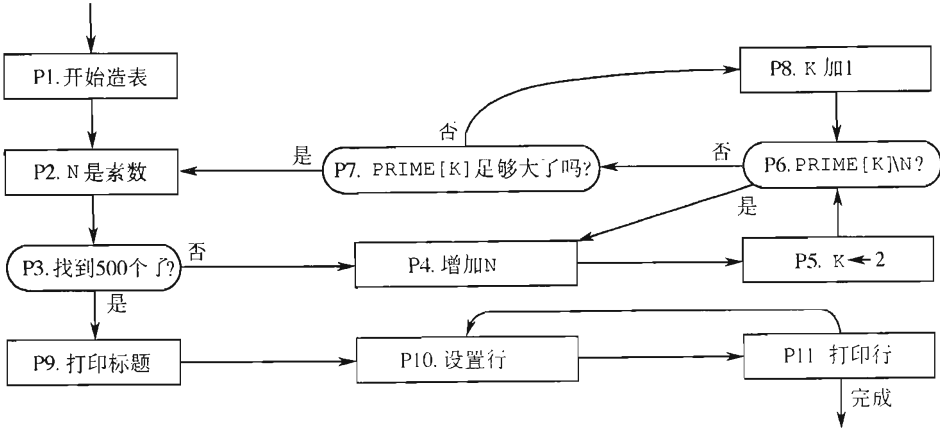 P1. 开始造表
P8. K 加1
否
是
P2. N 是素数
P7. PRIME[K]足够大了吗?
否
P6. PRIME[K]\N?
是
P3. 找到500个了?
否
P4. 增加N
P5. K←2
是
P9. 打印标题
P10. 设置行
P11 打印行
完成